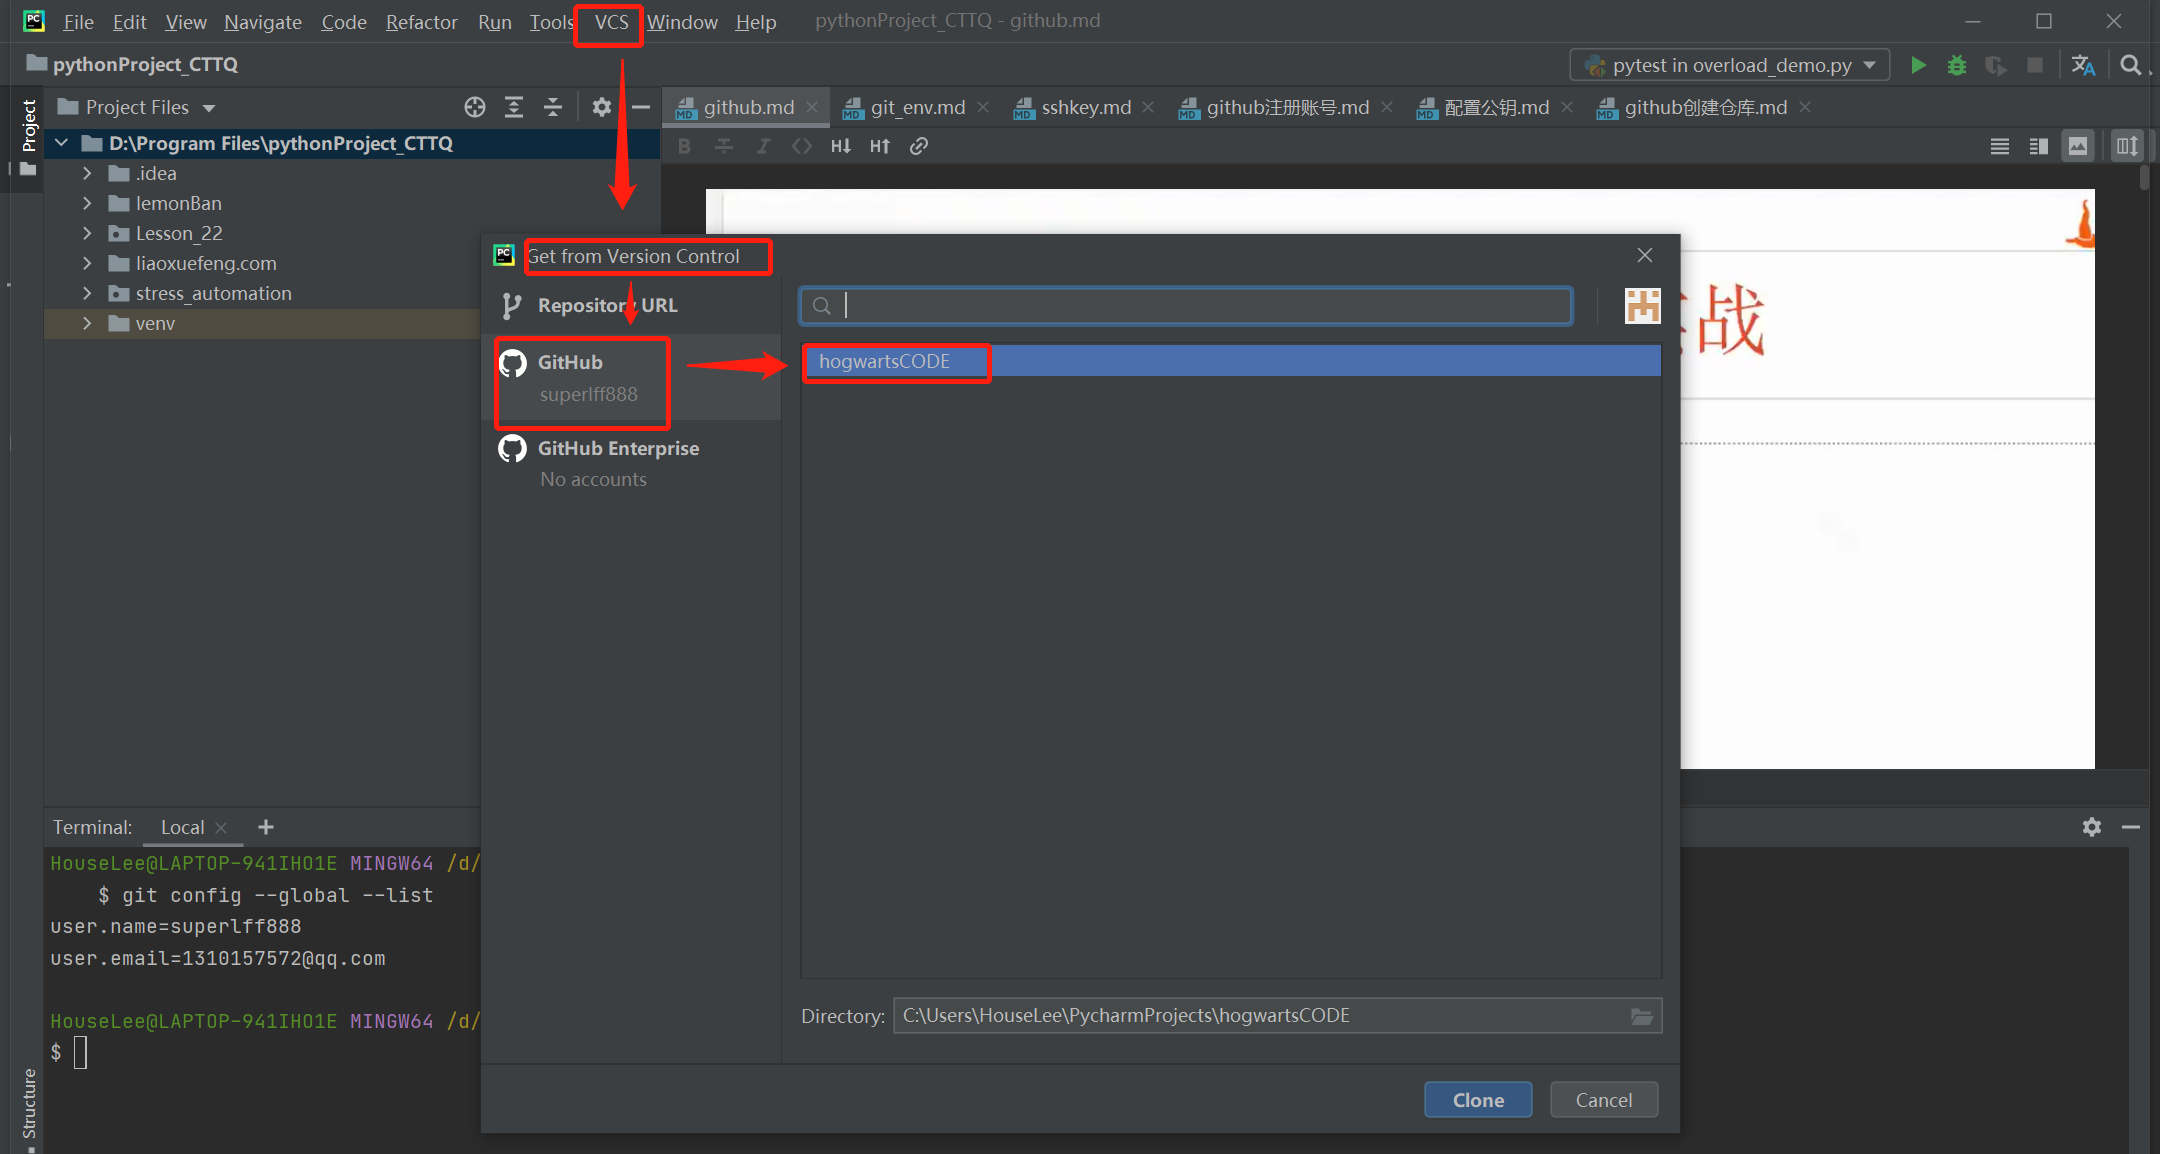 File Edit View Navigate Code Refactor Run Tools VCS Window Help pythonProject_CTTQ - github.md
pythonProject_CTTQ
pytest in overload_demo.py
Project
Project Files
github.md
git_env.md
sshkey.md
github注册账号.md
配置公钥.md
github创建仓库.md
D:\Program Files\pythonProject_CTTQ
.idea
lemonBan
Lesson_22
liaoxuefeng.com
stress_automation
venv
Get from Version Control
Repository URL
GitHub
superlff888
GitHub Enterprise
No accounts
hogwartsCODE
战
Directory: C:\Users\HouseLee\PycharmProjects\hogwartsCODE
Clone
Cancel
Terminal: Local
HouseLee@LAPTOP-941IHO1E MINGW64 /d/
$ git config --global --list
user.name=superlff888
user.email=1310157572@qq.com
HouseLee@LAPTOP-941IHO1E MINGW64 /d/
$
Structure